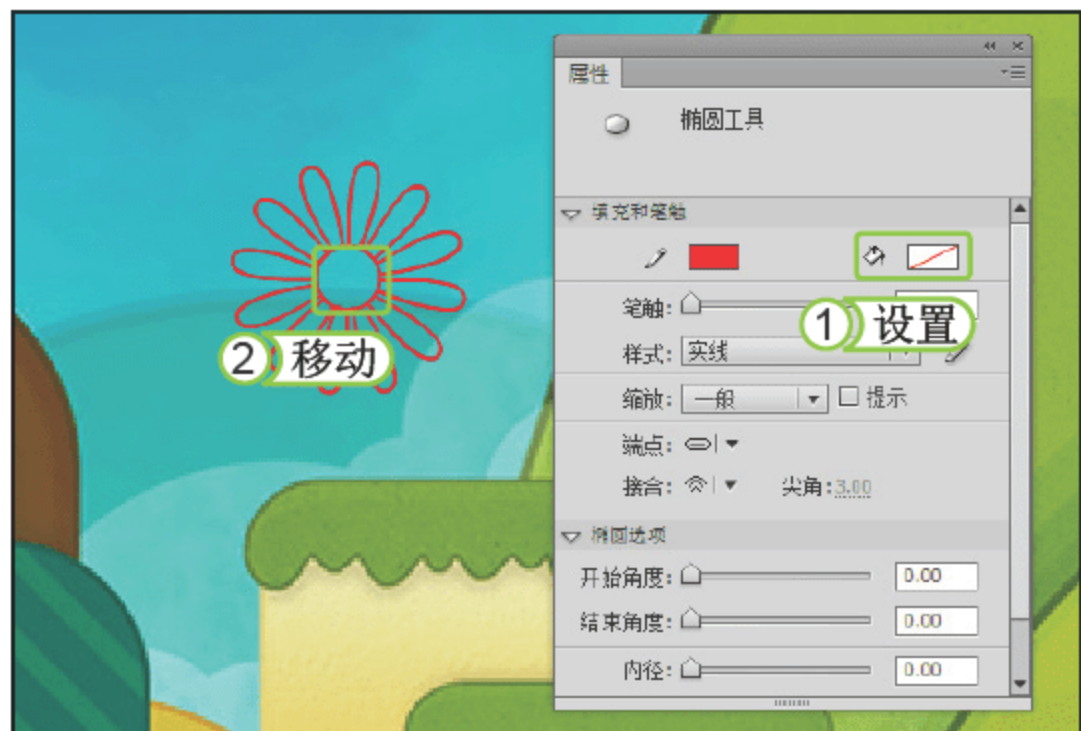 属性
椭圆工具
填充和笔触
笔触:
① 设置
样式: 实线
② 移动
缩放: 一般 提示
端点:
接合: 尖角:3.00
椭圆选项
开始角度: 0.00
结束角度: 0.00
内径: 0.00